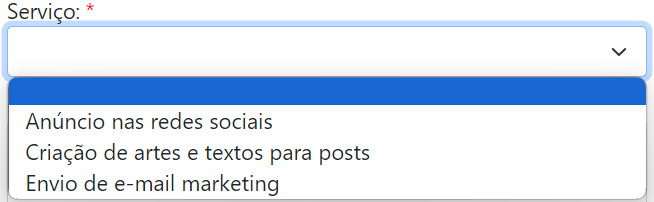 Serviço: *
Anúncio nas redes sociais
Criação de artes e textos para posts
Envio de e-mail marketing